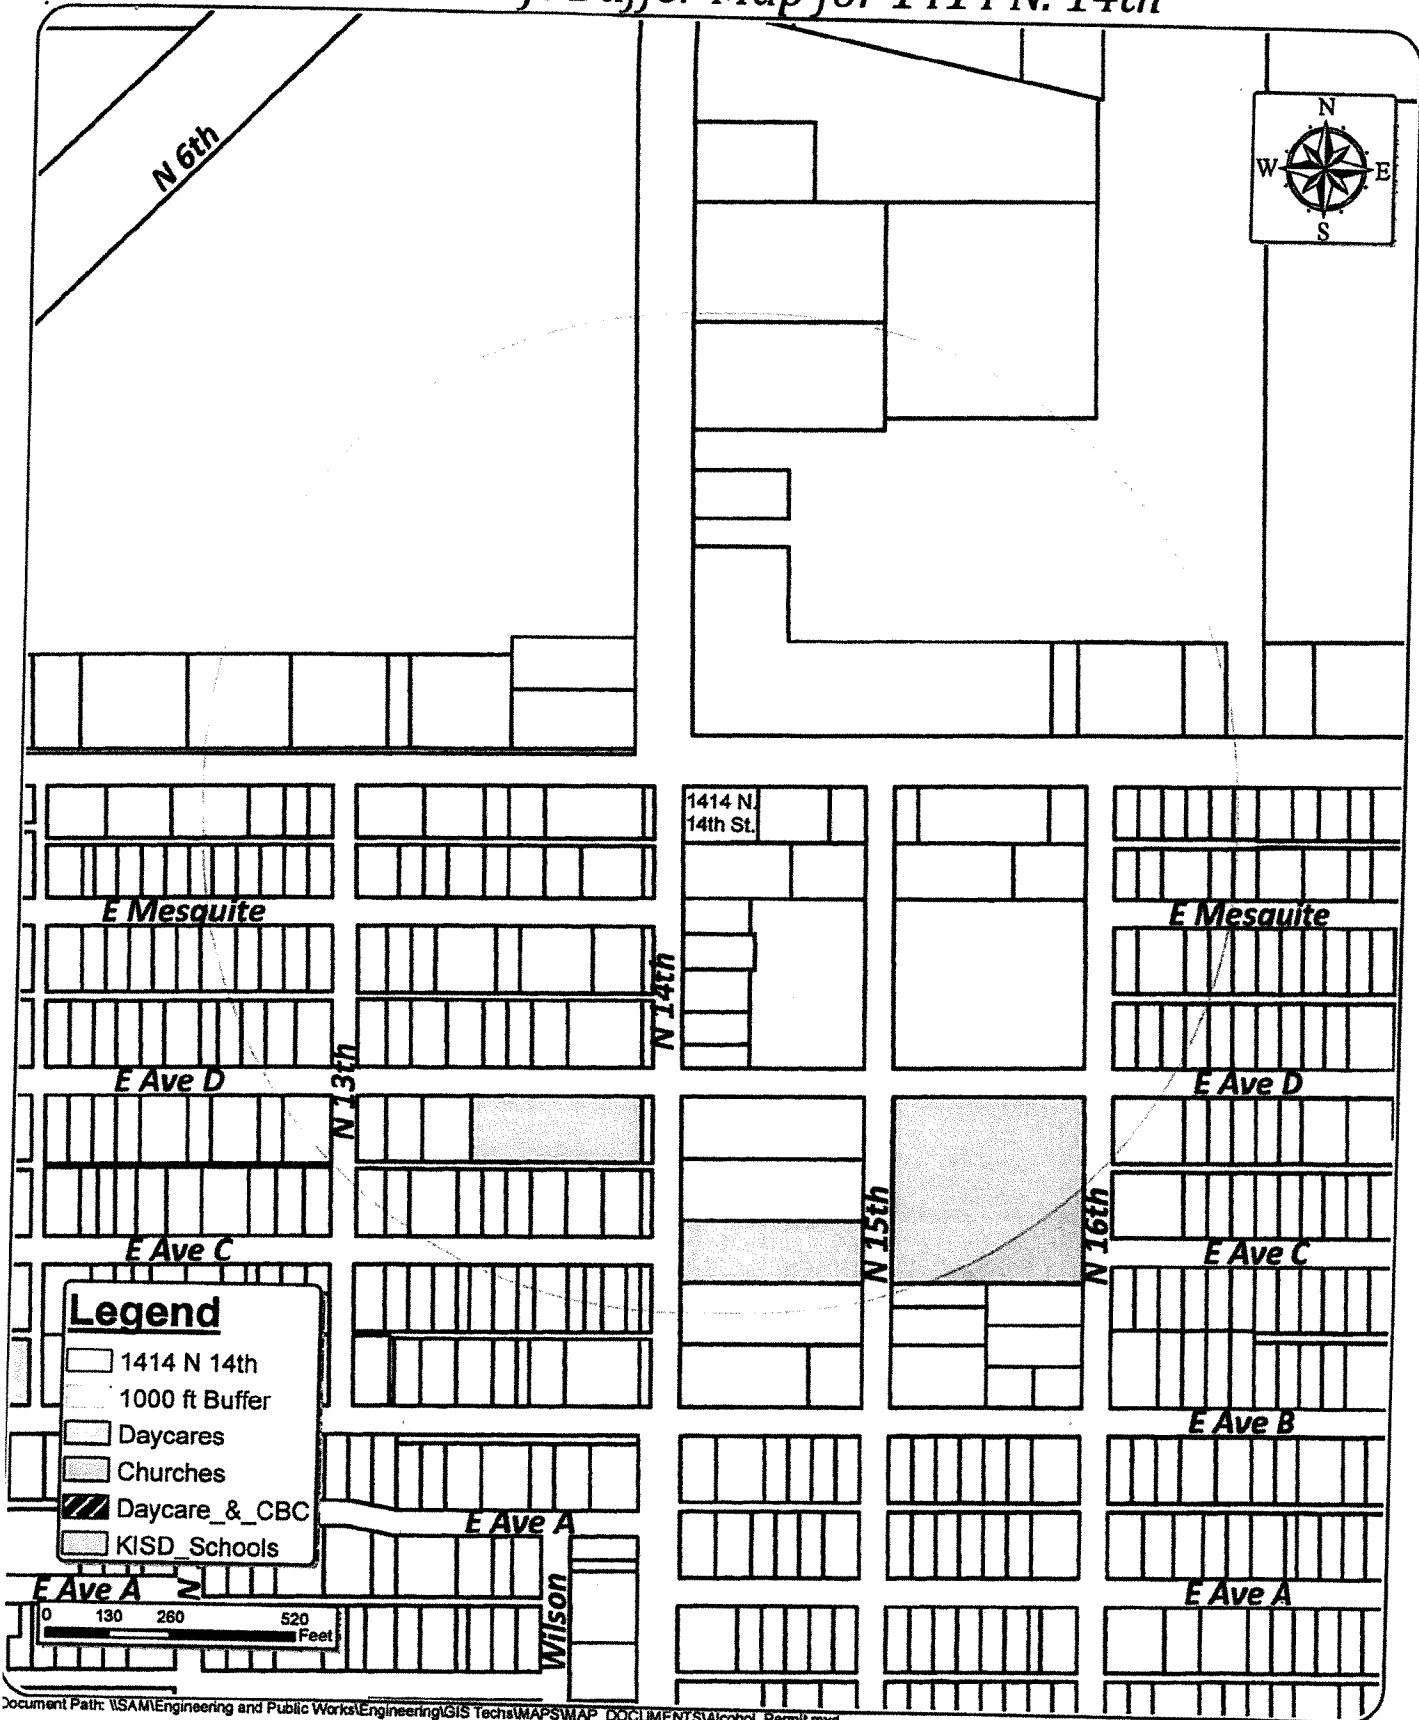 Buffer Map for 1414 N. 14th
N 6th
N
W E
S
1414 N.
14th St.
E Mesquite
E Mesquite
N 14th
N 13th
E Ave D
E Ave D
N 15th
N 16th
E Ave C
E Ave C
Legend
1414 N 14th
1000 ft Buffer
Daycares
Churches
Daycare_&_CBC
KISD_Schools
E Ave B
E Ave A
E Ave A
N
E Ave A
Wilson
0 130 260 520
Feet
Document Path: \\SAM\Engineering and Public Works\Engineering\GIS Techs\MAPS\MAP_DOCUMENTS\Alcohol_Permit.mxd